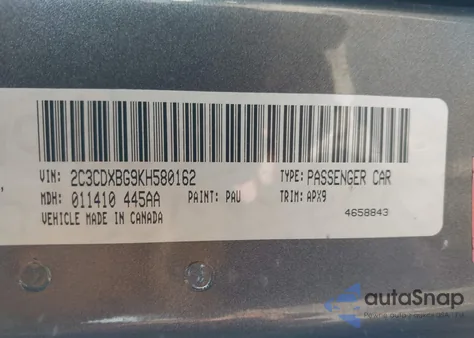 VIN: 2C3CDXBG9KH580162 TYPE: PASSENGER CAR
MDH: 011410 445AA PAINT: PAU TRIM: APX9
VEHICLE MADE IN CANADA 4658843
autoSnap